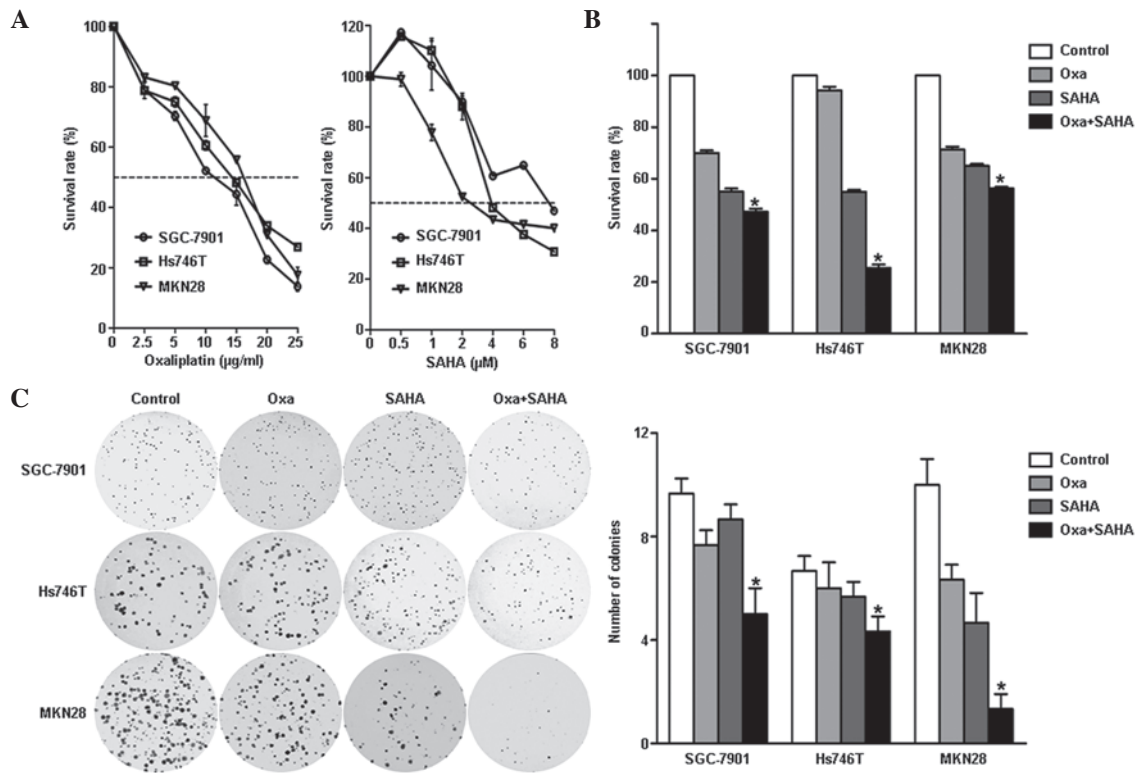 A
Survival rate (%)
100
80
60
40
20
0
SGC-7901
Hs746T
MKN28
0 2.5 5 10 15 20 25
Oxaliplatin (µg/ml)
Survival rate (%)
120
100
80
60
40
20
0
SGC-7901
Hs746T
MKN28
0 0.5 1 2 4 6 8
SAHA (µM)
B
Survival rate (%)
100
80
60
40
20
0
* * *
SGC-7901 Hs746T MKN28
Control
Oxa
SAHA
Oxa+SAHA
C
Control Oxa SAHA Oxa+SAHA
SGC-7901
Hs746T
MKN28
Number of colonies
12
8
4
0
* * *
SGC-7901 Hs746T MKN28
Control
Oxa
SAHA
Oxa+SAHA